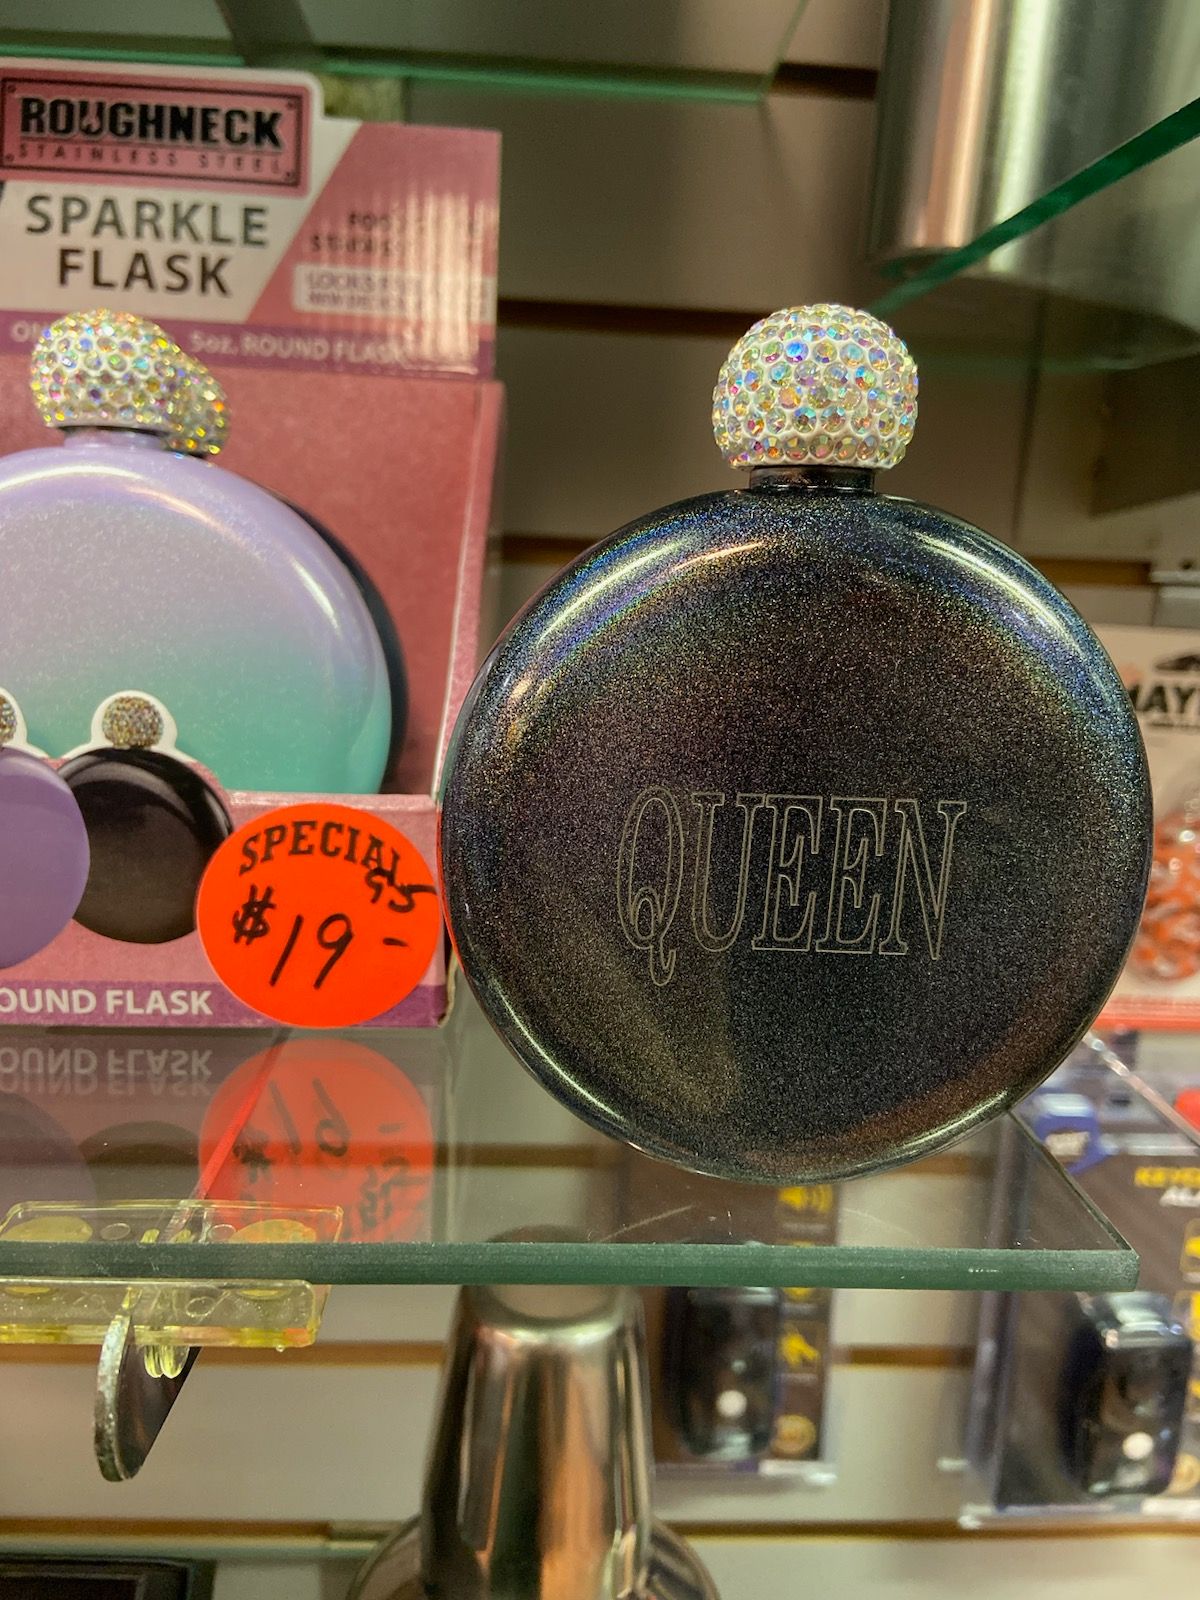 ROUGHNECK
STAINLESS STEEL
SPARKLE
FLASK
5oz. ROUND FLASK
SPECIAL
$19.95
OUND FLASK
QUEEN